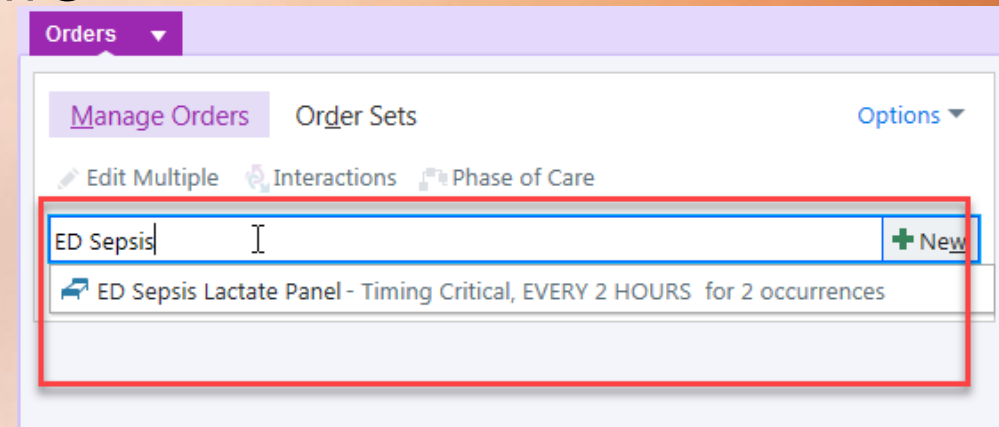 Orders
Manage Orders Order Sets Options
Edit Multiple Interactions Phase of Care
ED Sepsis New
ED Sepsis Lactate Panel - Timing Critical, EVERY 2 HOURS for 2 occurrences